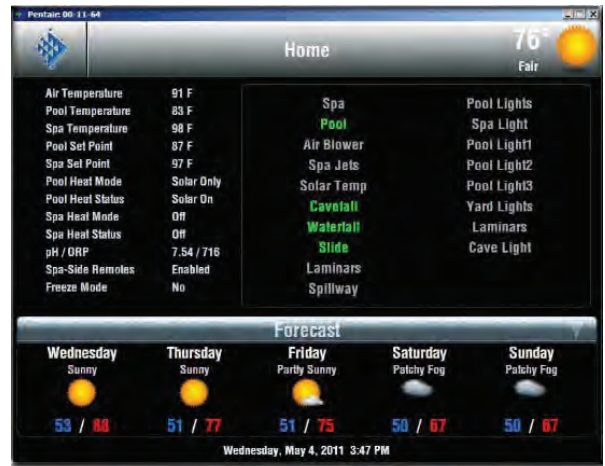 Pentair: 00-11-64
Home
76°
Fair
Air Temperature 91 F
Pool Temperature 83 F
Spa Temperature 98 F
Pool Set Point 87 F
Spa Set Point 97 F
Pool Heat Mode Solar Only
Pool Heat Status Solar On
Spa Heat Mode Off
Spa Heat Status Off
pH / ORP 7.54 / 716
Spa-Side Remotes Enabled
Freeze Mode No
Spa Pool Lights
Pool Spa Light
Air Blower Pool Light1
Spa Jets Pool Light2
Solar Temp Pool Light3
Cavefall Yard Lights
Waterfall Laminars
Slide Cave Light
Laminars
Spillway
Forecast
Wednesday Thursday Friday Saturday Sunday
Sunny Sunny Partly Sunny Patchy Fog Patchy Fog
53 / 88 51 / 77 51 / 75 50 / 67 50 / 67
Wednesday, May 4, 2011 3:47 PM